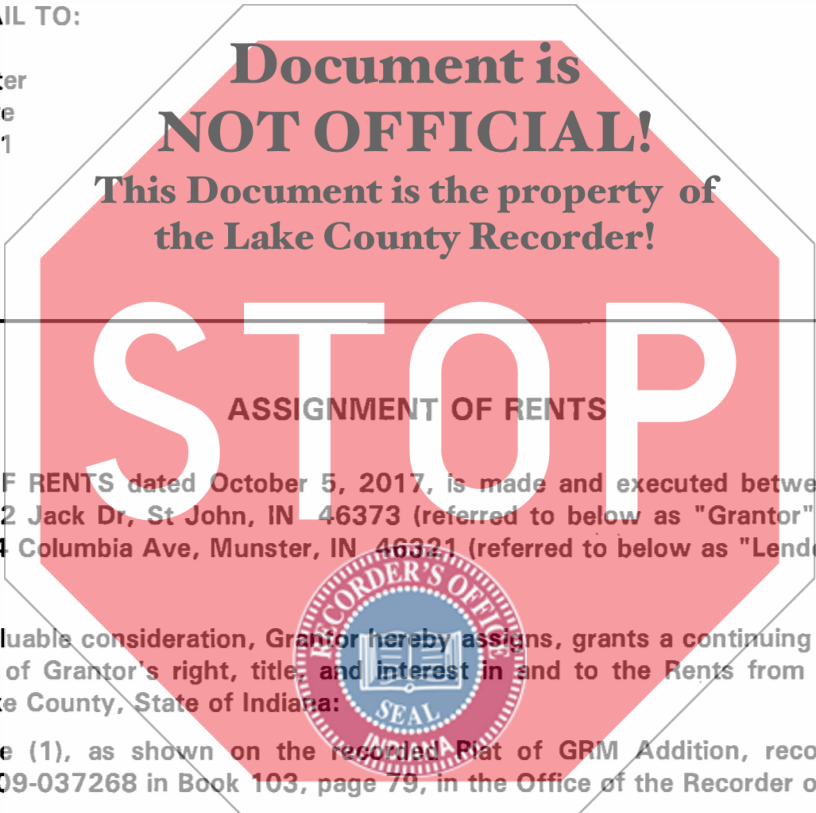 IL TO:
Document is
NOT OFFICIAL!
This Document is the property of
the Lake County Recorder!
STOP
ASSIGNMENT OF RENTS
F RENTS dated October 5, 2017, is made and executed betwe
2 Jack Dr, St John, IN 46373 (referred to below as "Grantor"
Columbia Ave, Munster, IN 46321 (referred to below as "Lend
RECORDER'S OFFICE
SEAL
INDIANA
luable consideration, Grantor hereby assigns, grants a continuing
of Grantor's right, title, and interest in and to the Rents from
e County, State of Indiana:
e (1), as shown on the recorded Plat of GRM Addition, reco
09-037268 in Book 103, page 79, in the Office of the Recorder o